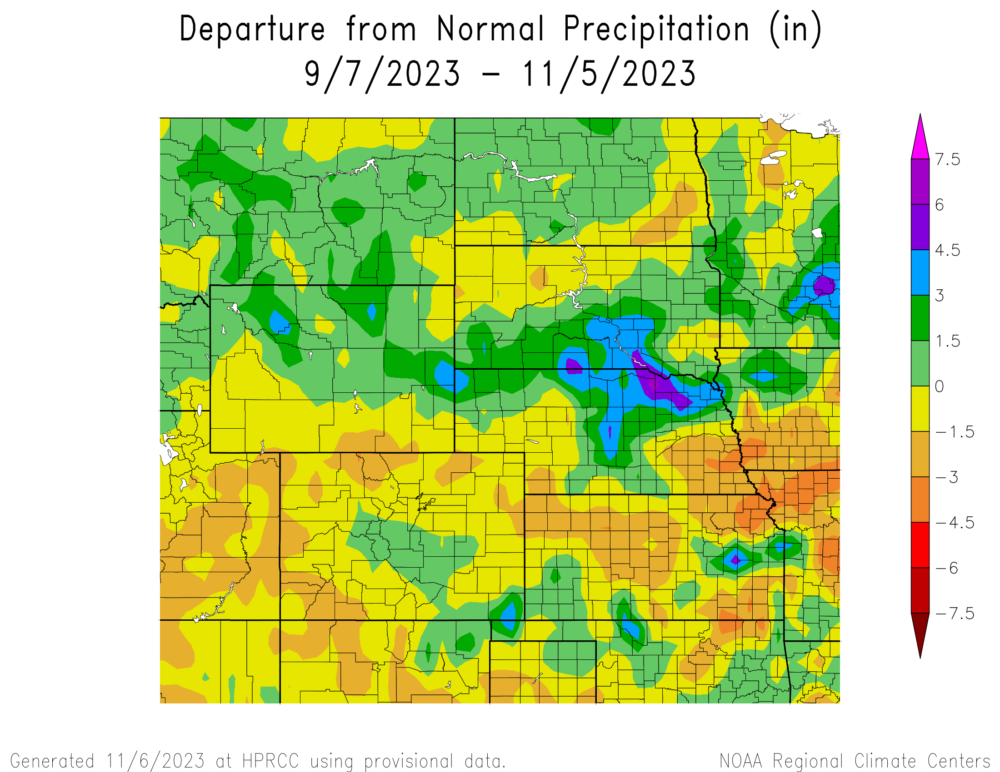 Departure from Normal Precipitation (in)
9/7/2023 – 11/5/2023
7.5
6
4.5
3
1.5
0
−1.5
−3
−4.5
−6
−7.5
Generated 11/6/2023 at HPRCC using provisional data.
NOAA Regional Climate Centers